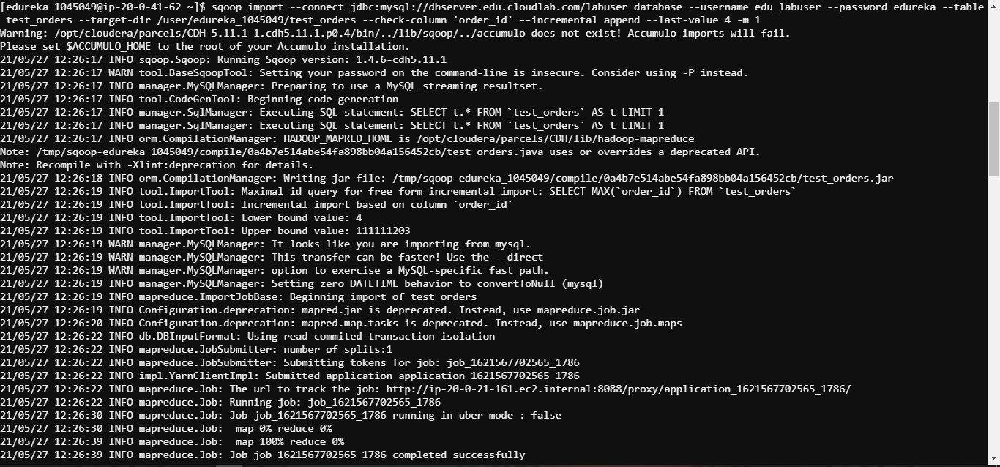 [edureka_1045049@ip-20-0-41-62 ~]$ sqoop import --connect jdbc:mysql://dbserver.edu.cloudlab.com/labuser_database --username edu_labuser --password edureka --table
 test_orders --target-dir /user/edureka_1045049/test_orders --check-column 'order_id' --incremental append --last-value 4 -m 1
Warning: /opt/cloudera/parcels/CDH-5.11.1-1.cdh5.11.1.p0.4/bin/../lib/sqoop/../accumulo does not exist! Accumulo imports will fail.
Please set $ACCUMULO_HOME to the root of your Accumulo installation.
21/05/27 12:26:17 INFO sqoop.Sqoop: Running Sqoop version: 1.4.6-cdh5.11.1
21/05/27 12:26:17 WARN tool.BaseSqoopTool: Setting your password on the command-line is insecure. Consider using -P instead.
21/05/27 12:26:17 INFO manager.MySQLManager: Preparing to use a MySQL streaming resultset.
21/05/27 12:26:17 INFO tool.CodeGenTool: Beginning code generation
21/05/27 12:26:17 INFO manager.SqlManager: Executing SQL statement: SELECT t.* FROM `test_orders` AS t LIMIT 1
21/05/27 12:26:17 INFO manager.SqlManager: Executing SQL statement: SELECT t.* FROM `test_orders` AS t LIMIT 1
21/05/27 12:26:17 INFO orm.CompilationManager: HADOOP_MAPRED_HOME is /opt/cloudera/parcels/CDH/lib/hadoop-mapreduce
Note: /tmp/sqoop-edureka_1045049/compile/0a4b7e514abe54fa898bb04a156452cb/test_orders.java uses or overrides a deprecated API.
Note: Recompile with -Xlint:deprecation for details.
21/05/27 12:26:18 INFO orm.CompilationManager: Writing jar file: /tmp/sqoop-edureka_1045049/compile/0a4b7e514abe54fa898bb04a156452cb/test_orders.jar
21/05/27 12:26:19 INFO tool.ImportTool: Maximal id query for free form incremental import: SELECT MAX(`order_id`) FROM `test_orders`
21/05/27 12:26:19 INFO tool.ImportTool: Incremental import based on column `order_id`
21/05/27 12:26:19 INFO tool.ImportTool: Lower bound value: 4
21/05/27 12:26:19 INFO tool.ImportTool: Upper bound value: 111111203
21/05/27 12:26:19 WARN manager.MySQLManager: It looks like you are importing from mysql.
21/05/27 12:26:19 WARN manager.MySQLManager: This transfer can be faster! Use the --direct
21/05/27 12:26:19 WARN manager.MySQLManager: option to exercise a MySQL-specific fast path.
21/05/27 12:26:19 INFO manager.MySQLManager: Setting zero DATETIME behavior to convertToNull (mysql)
21/05/27 12:26:19 INFO mapreduce.ImportJobBase: Beginning import of test_orders
21/05/27 12:26:19 INFO Configuration.deprecation: mapred.jar is deprecated. Instead, use mapreduce.job.jar
21/05/27 12:26:20 INFO Configuration.deprecation: mapred.map.tasks is deprecated. Instead, use mapreduce.job.maps
21/05/27 12:26:22 INFO db.DBInputFormat: Using read commited transaction isolation
21/05/27 12:26:22 INFO mapreduce.JobSubmitter: number of splits:1
21/05/27 12:26:22 INFO mapreduce.JobSubmitter: Submitting tokens for job: job_1621567702565_1786
21/05/27 12:26:22 INFO impl.YarnClientImpl: Submitted application application_1621567702565_1786
21/05/27 12:26:22 INFO mapreduce.Job: The url to track the job: http://ip-20-0-21-161.ec2.internal:8088/proxy/application_1621567702565_1786/
21/05/27 12:26:22 INFO mapreduce.Job: Running job: job_1621567702565_1786
21/05/27 12:26:30 INFO mapreduce.Job: Job job_1621567702565_1786 running in uber mode : false
21/05/27 12:26:30 INFO mapreduce.Job:  map 0% reduce 0%
21/05/27 12:26:39 INFO mapreduce.Job:  map 100% reduce 0%
21/05/27 12:26:39 INFO mapreduce.Job: Job job_1621567702565_1786 completed successfully